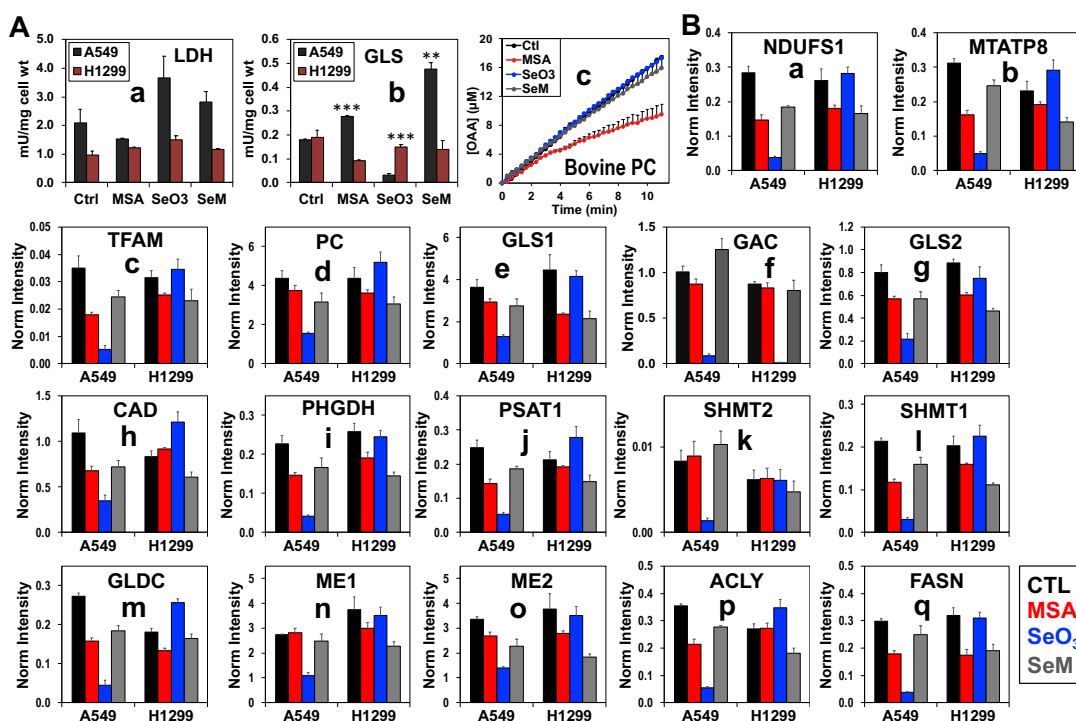 A
A549
H1299
LDH
a
mU/mg cell wt
5.0
4.0
3.0
2.0
1.0
0.0
Ctrl MSA SeO3 SeM
A549
H1299
GLS
b
**
***
***
mU/mg cell wt
0.6
0.5
0.4
0.3
0.2
0.1
0.0
Ctrl MSA SeO3 SeM
Ctl
MSA
SeO3
SeM
c
[OAA] (µM)
16
12
8
4
0
Bovine PC
0 2 4 6 8 10
Time (min)
B
NDUFS1
a
Norm Intensity
0.4
0.3
0.2
0.1
0.0
A549 H1299
MTATP8
b
0.4
0.3
0.2
0.1
0.0
A549 H1299
TFAM
c
Norm Intensity
0.05
0.04
0.03
0.02
0.01
0.00
A549 H1299
PC
d
Norm Intensity
6
4
2
0
A549 H1299
GLS1
e
Norm Intensity
6
4
2
0
A549 H1299
GAC
f
Norm Intensity
1.5
1.0
0.5
0.0
A549 H1299
GLS2
g
Norm Intensity
1.0
0.8
0.6
0.4
0.2
0.0
A549 H1299
CAD
h
Norm Intensity
1.5
1.0
0.5
0.0
A549 H1299
PHGDH
i
Norm Intensity
0.2
0.1
0.0
A549 H1299
PSAT1
j
Norm Intensity
0.3
0.2
0.1
0.0
A549 H1299
SHMT2
k
Norm Intensity
0.01
0.00
A549 H1299
SHMT1
l
Norm Intensity
0.3
0.2
0.1
0.0
A549 H1299
GLDC
m
Norm Intensity
0.3
0.2
0.1
0.0
A549 H1299
ME1
n
Norm Intensity
5
4
3
2
1
0
A549 H1299
ME2
o
Norm Intensity
5
4
3
2
1
0
A549 H1299
ACLY
p
Norm Intensity
0.5
0.4
0.3
0.2
0.1
0.0
A549 H1299
FASN
q
Norm Intensity
0.5
0.4
0.3
0.2
0.1
0.0
A549 H1299
CTL
MSA
SeO₃
SeM